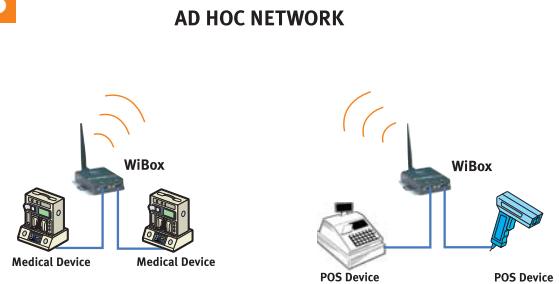 AD HOC NETWORK
WiBox
WiBox
Medical Device
Medical Device
POS Device
POS Device